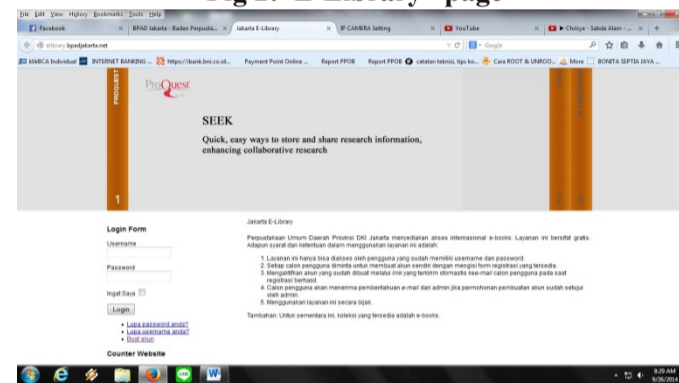 Fig 2. E-Library page
File Edit View History Bookmarks Tools Help
Facebook
BPAD Jakarta - Badan Perpusta...
Jakarta E-Library
IP CAMERA Setting
YouTube
Chrisye - Sabda Alam - ...
elibrary.bpadjakarta.net
Google
INTERNET BANKING ...
https://ibank.bni.co.id...
Payment Point Online ...
Report PPOB
Report PPOB
catatan teknisi, tips ko...
Cara ROOT & UNROO...
More
BONITA SEPTIA JAYA ...
PROQUEST
1
ProQuest
SEEK
Quick, easy ways to store and share research information,
enhancing collaborative research
Login Form
Username
Password
Ingat Saya
Login
Lupa password anda?
Lupa username anda?
Buat akun
Counter Website
Jakarta E-Library
Perpustakaan Umum Daerah Provinsi DKI Jakarta menyediakan akses internasional e-books. Layanan ini bersifat gratis.
Adapun syarat dan ketentuan dalam menggunakan layanan ini adalah:
1. Layanan ini hanya bisa diakses oleh pengguna yang sudah memiliki username dan password.
2. Setiap calon pengguna diminta untuk membuat akun sendiri dengan mengisi form registrasi yang tersedia.
3. Mengaktifkan akun yang sudah dibuat melalui link yang terkirim otomatis ke e-mail calon pengguna pada saat
registrasi berhasil.
4. Calon pengguna akan menerima pemberitahuan e-mail dari admin jika permohonan pembuatan akun sudah setujui
oleh admin.
5. Menggunakan layanan ini secara bijak.
Tambahan: Untuk sementara ini, koleksi yang tersedia adalah e-books.
8:29 AM
9/26/2014